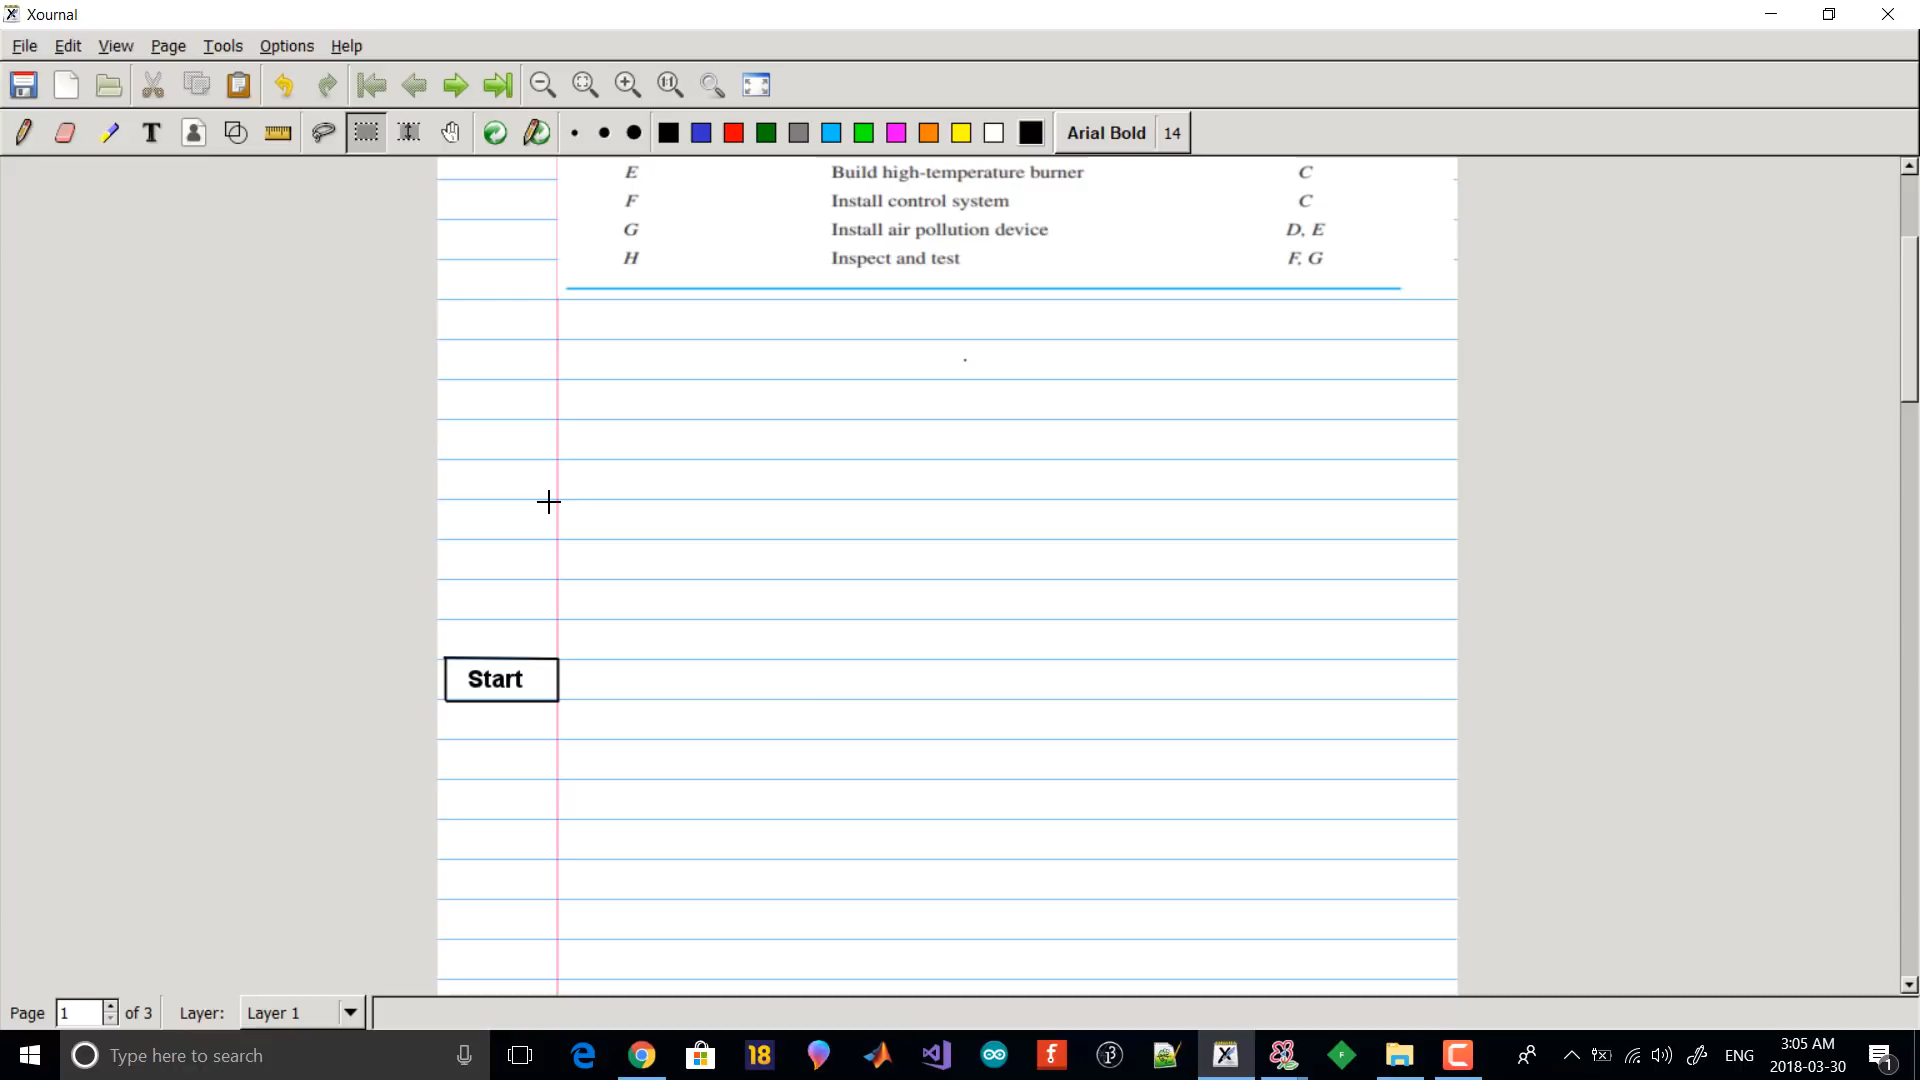 Xournal
File Edit View Page Tools Options Help
T Arial Bold 14
E Build high-temperature burner C
F Install control system C
G Install air pollution device D, E
H Inspect and test F, G
Start
Page 1 of 3 Layer: Layer 1
Type here to search 18 ENG 3:05 AM
2018-03-30 1